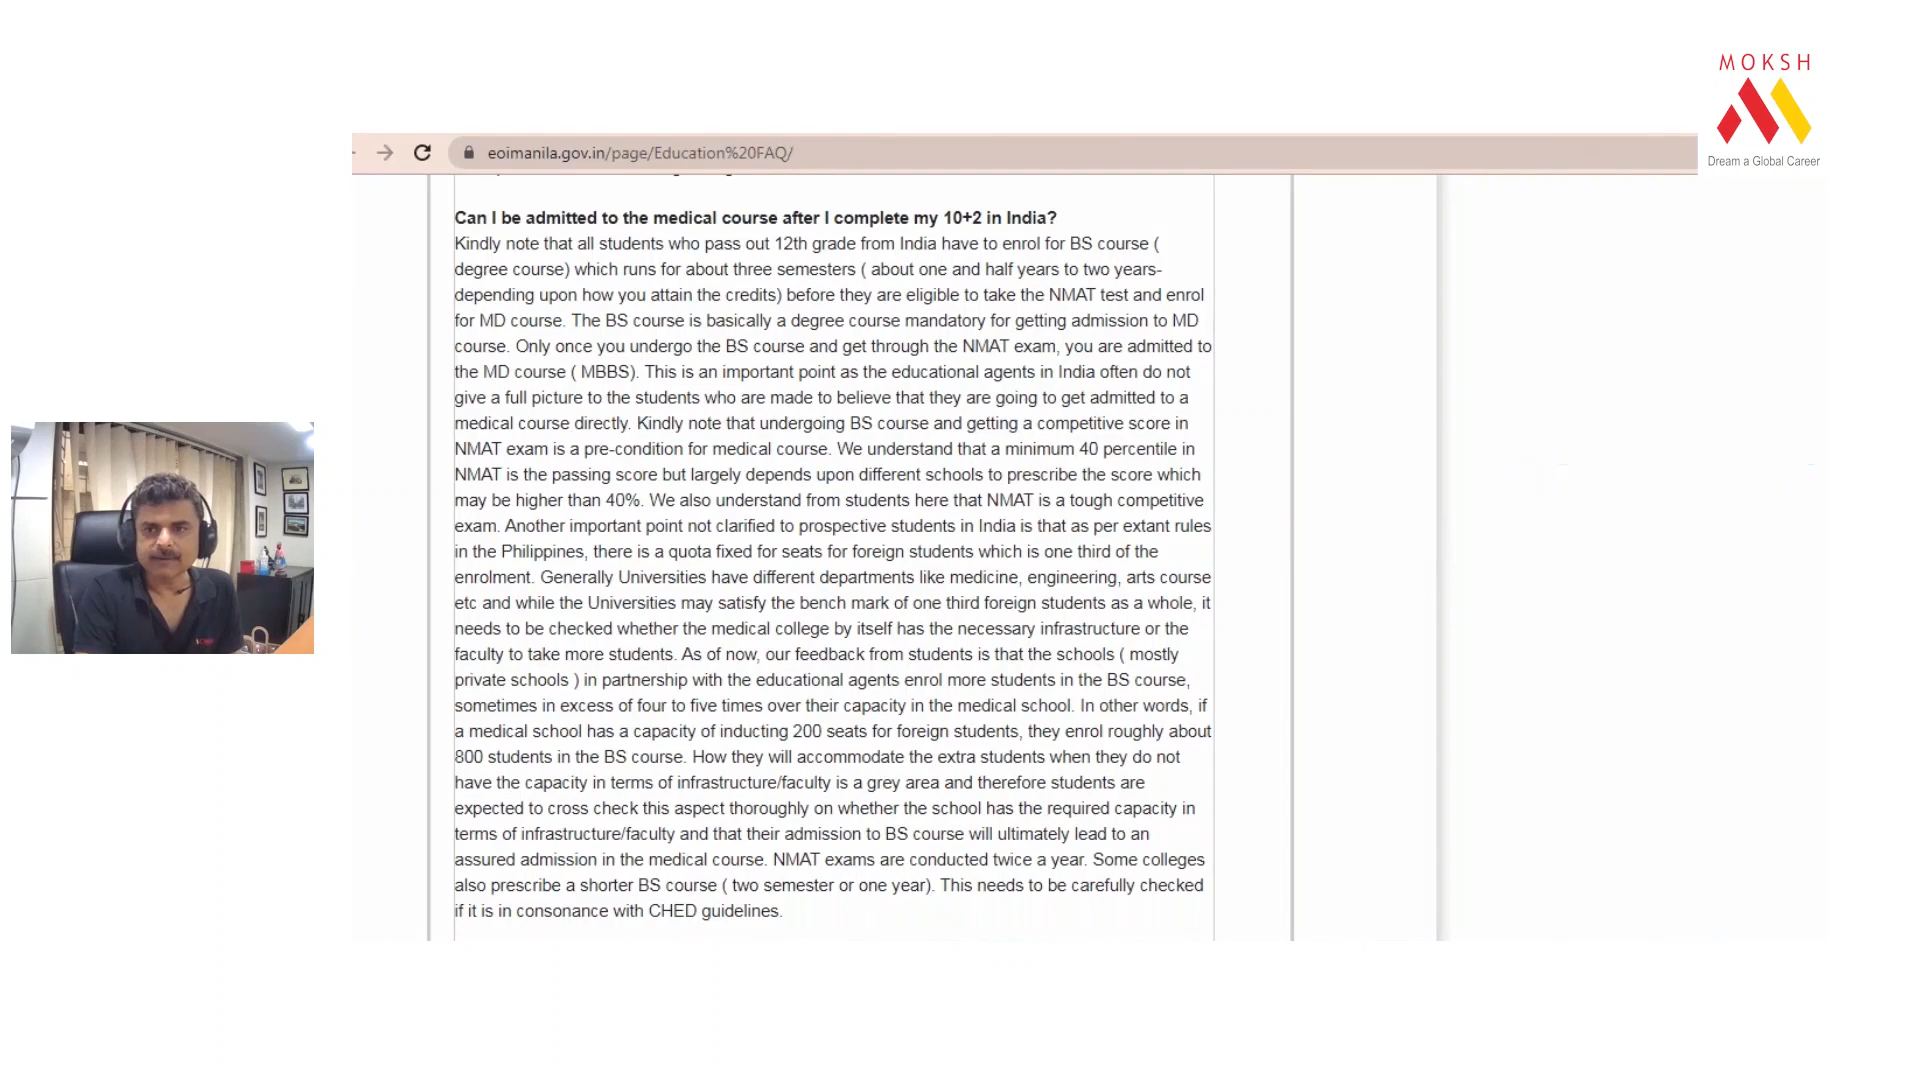 MOKSH
Dream a Global Career
eoimanila.gov.in/page/Education%20FAQ/
Can I be admitted to the medical course after I complete my 10+2 in India?
Kindly note that all students who pass out 12th grade from India have to enrol for BS course (
degree course) which runs for about three semesters ( about one and half years to two years-
depending upon how you attain the credits) before they are eligible to take the NMAT test and enrol
for MD course. The BS course is basically a degree course mandatory for getting admission to MD
course. Only once you undergo the BS course and get through the NMAT exam, you are admitted to
the MD course ( MBBS). This is an important point as the educational agents in India often do not
give a full picture to the students who are made to believe that they are going to get admitted to a
medical course directly. Kindly note that undergoing BS course and getting a competitive score in
NMAT exam is a pre-condition for medical course. We understand that a minimum 40 percentile in
NMAT is the passing score but largely depends upon different schools to prescribe the score which
may be higher than 40%. We also understand from students here that NMAT is a tough competitive
exam. Another important point not clarified to prospective students in India is that as per extant rules
in the Philippines, there is a quota fixed for seats for foreign students which is one third of the
enrolment. Generally Universities have different departments like medicine, engineering, arts course
etc and while the Universities may satisfy the bench mark of one third foreign students as a whole, it
needs to be checked whether the medical college by itself has the necessary infrastructure or the
faculty to take more students. As of now, our feedback from students is that the schools ( mostly
private schools ) in partnership with the educational agents enrol more students in the BS course,
sometimes in excess of four to five times over their capacity in the medical school. In other words, if
a medical school has a capacity of inducting 200 seats for foreign students, they enrol roughly about
800 students in the BS course. How they will accommodate the extra students when they do not
have the capacity in terms of infrastructure/faculty is a grey area and therefore students are
expected to cross check this aspect thoroughly on whether the school has the required capacity in
terms of infrastructure/faculty and that their admission to BS course will ultimately lead to an
assured admission in the medical course. NMAT exams are conducted twice a year. Some colleges
also prescribe a shorter BS course ( two semester or one year). This needs to be carefully checked
if it is in consonance with CHED guidelines.